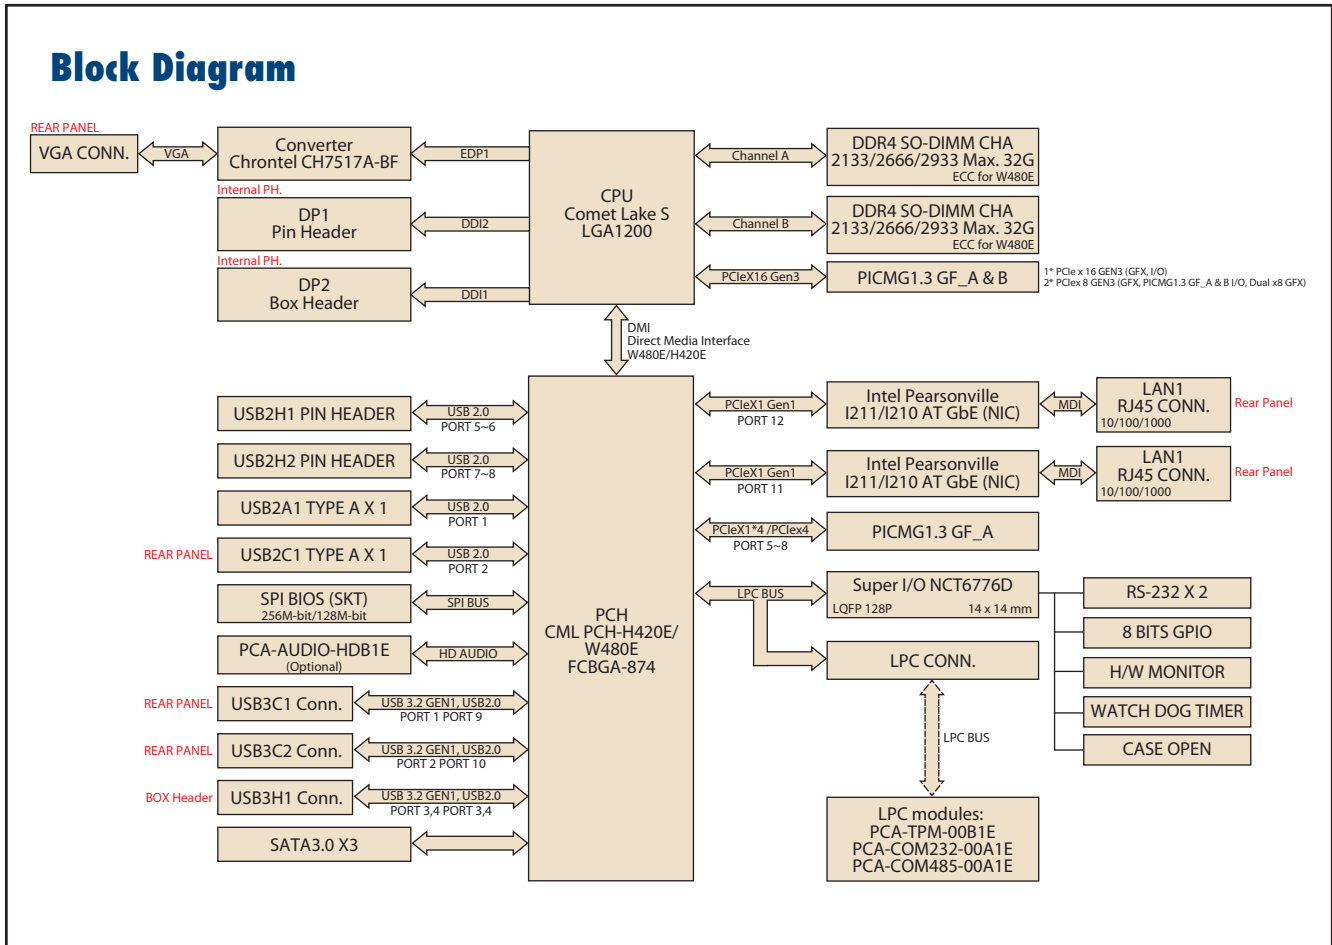 Block Diagram
REAR PANEL
VGA CONN.
VGA
Converter
Chrontel CH7517A-BF
EDP1
Internal PH.
DP1
Pin Header
DDI2
Internal PH.
DP2
Box Header
DDI1
CPU
Comet Lake S
LGA1200
Channel A
DDR4 SO-DIMM CHA
2133/2666/2933 Max. 32G
ECC for W480E
Channel B
DDR4 SO-DIMM CHA
2133/2666/2933 Max. 32G
ECC for W480E
PCIeX16 Gen3
PICMG1.3 GF_A & B
1* PCIe x 16 GEN3 (GFX, I/O)
2* PCIex 8 GEN3 (GFX, PICMG1.3 GF_A & B I/O, Dual x8 GFX)
DMI
Direct Media Interface
W480E/H420E
USB2H1 PIN HEADER
USB 2.0
PORT 5~6
USB2H2 PIN HEADER
USB 2.0
PORT 7~8
USB2A1 TYPE A X 1
USB 2.0
PORT 1
REAR PANEL
USB2C1 TYPE A X 1
USB 2.0
PORT 2
SPI BIOS (SKT)
256M-bit/128M-bit
SPI BUS
PCA-AUDIO-HDB1E
(Optional)
HD AUDIO
REAR PANEL
USB3C1 Conn.
USB 3.2 GEN1, USB2.0
PORT 1 PORT 9
REAR PANEL
USB3C2 Conn.
USB 3.2 GEN1, USB2.0
PORT 2 PORT 10
BOX Header
USB3H1 Conn.
USB 3.2 GEN1, USB2.0
PORT 3,4 PORT 3,4
SATA3.0 X3
PCH
CML PCH-H420E/
W480E
FCBGA-874
PCIeX1 Gen1
PORT 12
Intel Pearsonville
I211/I210 AT GbE (NIC)
MDI
LAN1
RJ45 CONN.
10/100/1000
Rear Panel
PCIeX1 Gen1
PORT 11
Intel Pearsonville
I211/I210 AT GbE (NIC)
MDI
LAN1
RJ45 CONN.
10/100/1000
Rear Panel
PCIeX1*4 /PCIex4
PORT 5~8
PICMG1.3 GF_A
LPC BUS
Super I/O NCT6776D
LQFP 128P 14 x 14 mm
RS-232 X 2
8 BITS GPIO
H/W MONITOR
WATCH DOG TIMER
CASE OPEN
LPC CONN.
LPC BUS
LPC modules:
PCA-TPM-00B1E
PCA-COM232-00A1E
PCA-COM485-00A1E